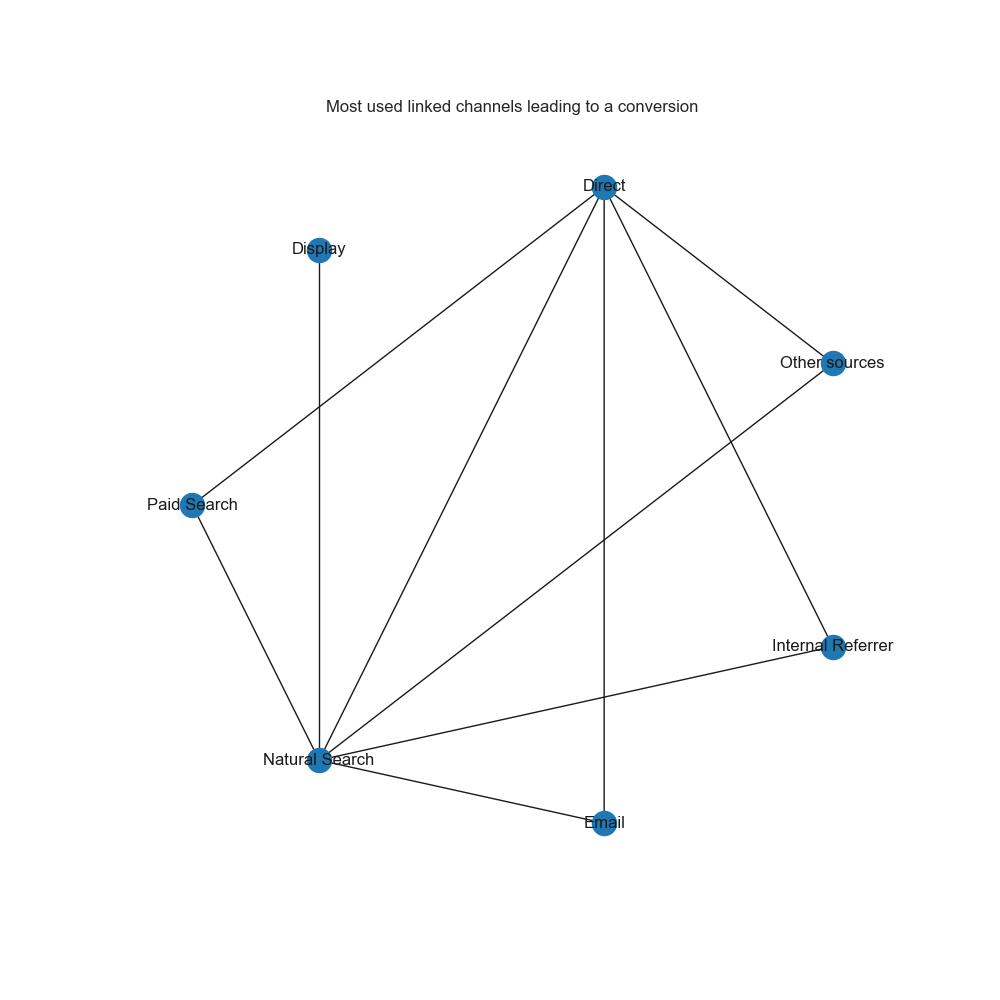 Most used linked channels leading to a conversion
Direct
Display
Other sources
Paid Search
Internal Referrer
Natural Search
Email